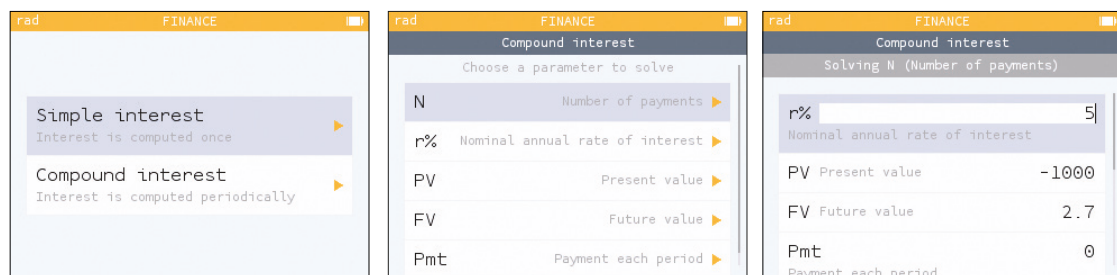 rad FINANCE
Simple interest
Interest is computed once
Compound interest
Interest is computed periodically
rad FINANCE
Compound interest
Choose a parameter to solve
N Number of payments
r% Nominal annual rate of interest
PV Present value
FV Future value
Pmt Payment each period
rad FINANCE
Compound interest
Solving N (Number of payments)
r% 5
Nominal annual rate of interest
PV Present value -1000
FV Future value 2.7
Pmt 0
Payment each period